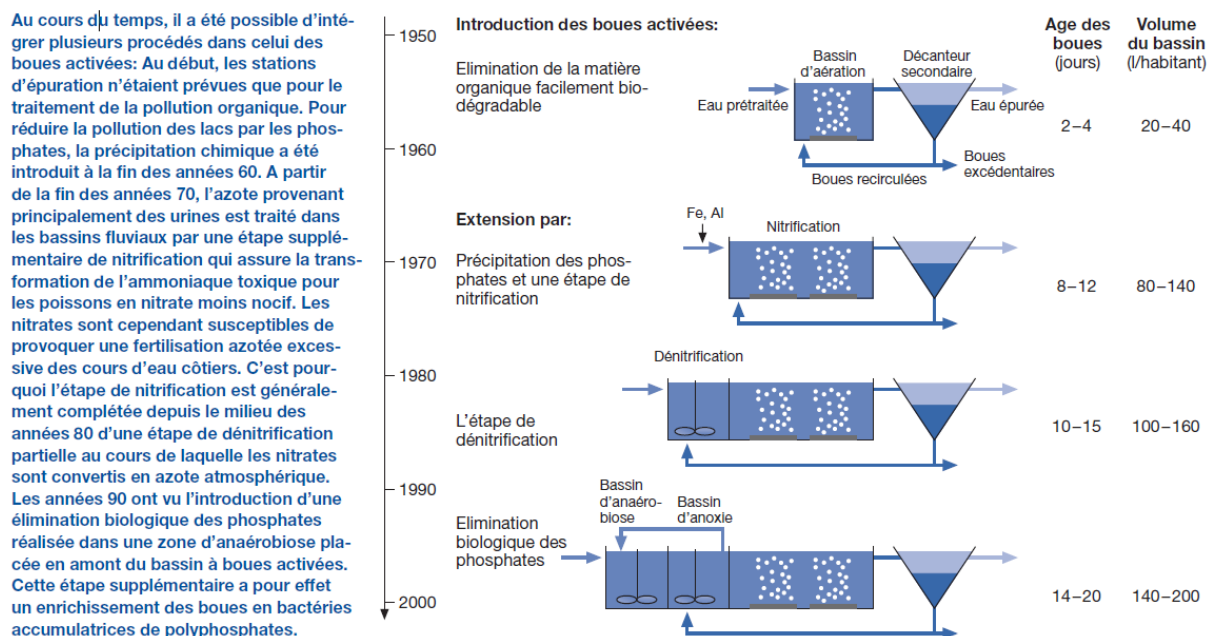 Au cours du temps, il a été possible d'inté-
grer plusieurs procédés dans celui des
boues activées: Au début, les stations
d'épuration n'étaient prévues que pour le
traitement de la pollution organique. Pour
réduire la pollution des lacs par les phos-
phates, la précipitation chimique a été
introduit à la fin des années 60. A partir
de la fin des années 70, l'azote provenant
principalement des urines est traité dans
les bassins fluviaux par une étape supplé-
mentaire de nitrification qui assure la trans-
formation de l'ammoniaque toxique pour
les poissons en nitrate moins nocif. Les
nitrates sont cependant susceptibles de
provoquer une fertilisation azotée exces-
sive des cours d'eau côtiers. C'est pour-
quoi l'étape de nitrification est générale-
ment complétée depuis le milieu des
années 80 d'une étape de dénitrification
partielle au cours de laquelle les nitrates
sont convertis en azote atmosphérique.
Les années 90 ont vu l'introduction d'une
élimination biologique des phosphates
réalisée dans une zone d'anaérobiose pla-
cée en amont du bassin à boues activées.
Cette étape supplémentaire a pour effet
un enrichissement des boues en bactéries
accumulatrices de polyphosphates.
1950
1960
1970
1980
1990
2000
Introduction des boues activées:
Age des
boues
(jours)
Volume
du bassin
(l/habitant)
Elimination de la matière
organique facilement bio-
dégradable
Bassin
d'aération
Décanteur
secondaire
Eau prétraitée
Eau épurée
2–4
20–40
Boues
excédentaires
Boues recirculées
Extension par:
Fe, Al
Nitrification
Précipitation des phos-
phates et une étape de
nitrification
8–12
80–140
Dénitrification
L'étape de
dénitrification
10–15
100–160
Bassin
d'anaéro-
biose
Bassin
d'anoxie
Elimination
biologique des
phosphates
14–20
140–200